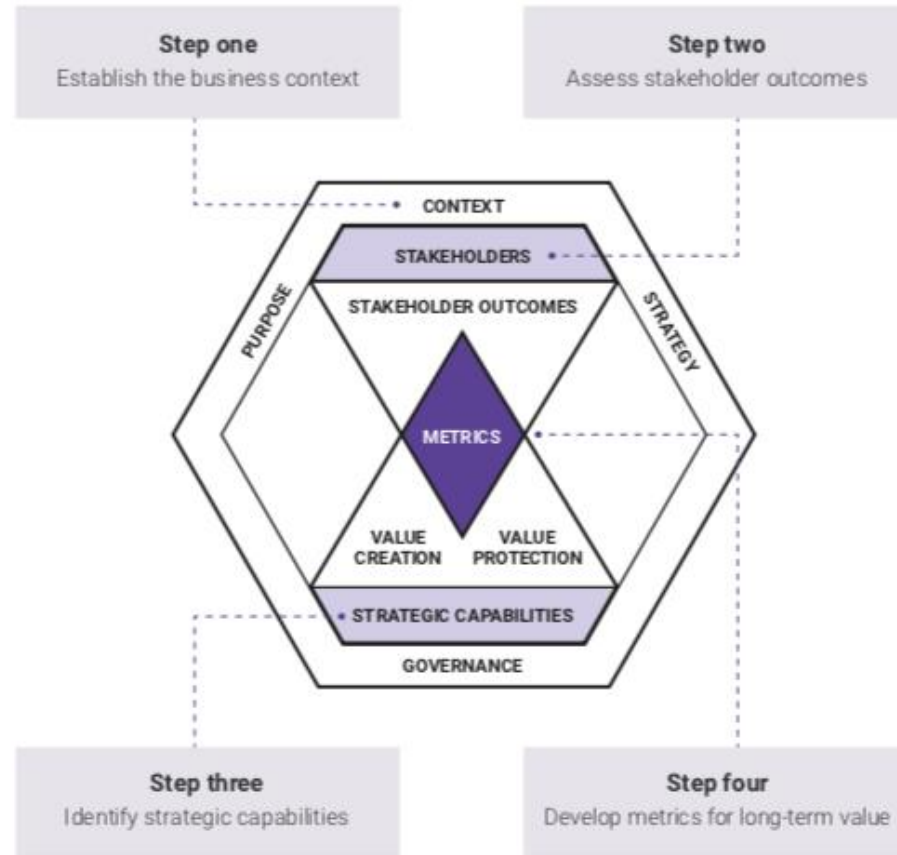 Step one
Establish the business context
Step two
Assess stakeholder outcomes
CONTEXT
STAKEHOLDERS
STAKEHOLDER OUTCOMES
PURPOSE
STRATEGY
METRICS
VALUE
CREATION
VALUE
PROTECTION
STRATEGIC CAPABILITIES
GOVERNANCE
Step three
Identify strategic capabilities
Step four
Develop metrics for long-term value